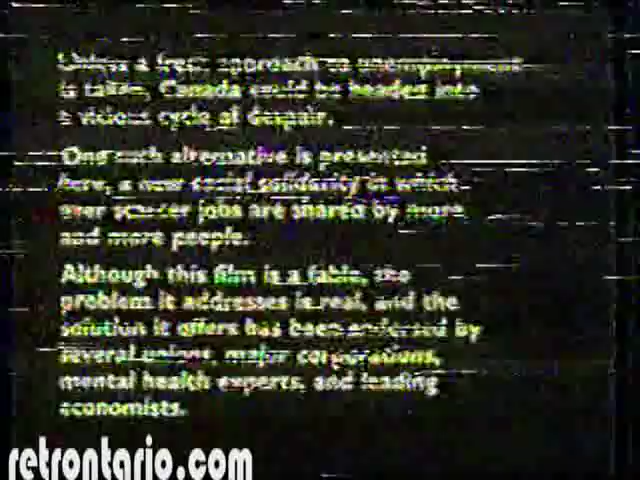 Unless a fresh approach to unemployment
is taken, Canada could be headed into
a vicious cycle of despair.
One such alternative is presented
here, a new social solidarity in which
ever scarcer jobs are shared by more
and more people.
Although this film is a fable, the
problem it addresses is real, and the
solution it offers has been endorsed by
several unions, major corporations,
mental health experts, and leading
economists.
retrontario.com